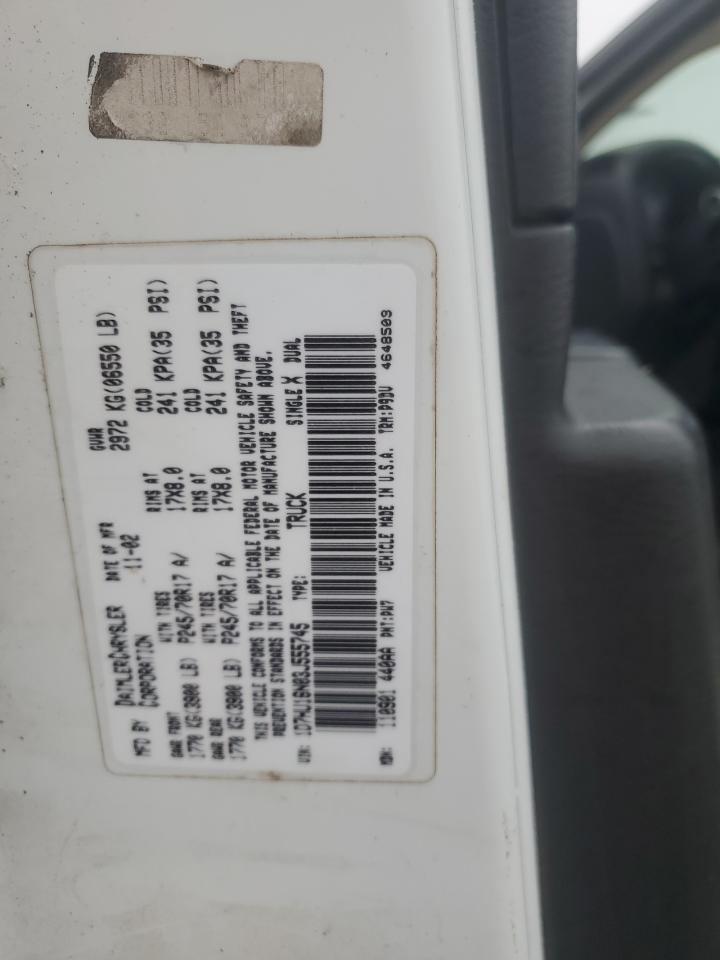 MFD BY DAIMLERCHRYSLER CORPORATION DATE OF MFR 11-02 GVWR 2972 KG(06550 LB)
GAWR FRONT WITH TIRES RIMS AT COLD
1770 KG(3900 LB) P245/70R17 A/ 17X8.0 241 KPA(35 PSI)
GAWR REAR WITH TIRES RIMS AT COLD
1770 KG(3900 LB) P245/70R17 A/ 17X8.0 241 KPA(35 PSI)
THIS VEHICLE CONFORMS TO ALL APPLICABLE FEDERAL MOTOR VEHICLE SAFETY AND THEFT
PREVENTION STANDARDS IN EFFECT ON THE DATE OF MANUFACTURE SHOWN ABOVE.
VIN: 1D7HU16N03J555745 TYPE: TRUCK SINGLE X DUAL
MDH: 110901 440AA PNT:PW7 VEHICLE MADE IN U.S.A. TRM:P9DV 4648503